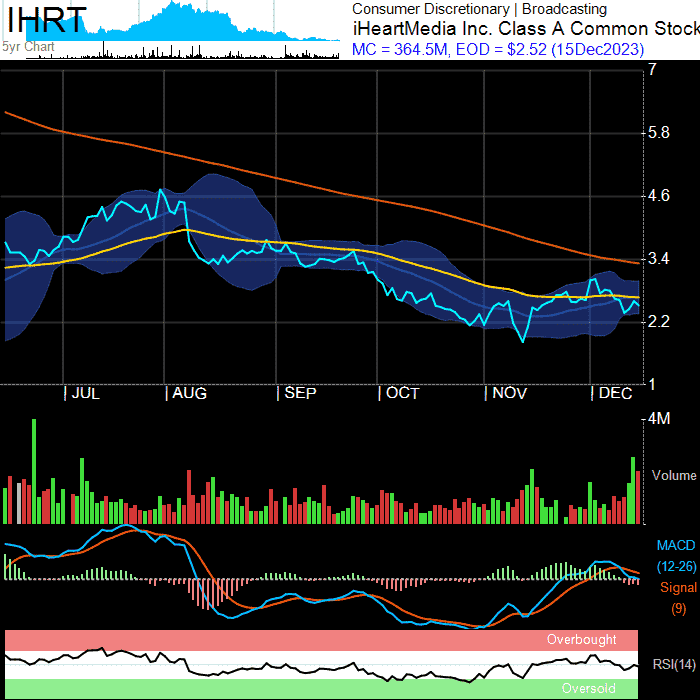 IHRT
5yr Chart
Consumer Discretionary | Broadcasting
iHeartMedia Inc. Class A Common Stock
MC = 364.5M, EOD = $2.52 (15Dec2023)
7
5.8
4.6
3.4
2.2
1
| JUL | AUG | SEP | OCT | NOV | DEC
4M
Volume
MACD
(12-26)
Signal
(9)
Overbought
RSI(14)
Oversold